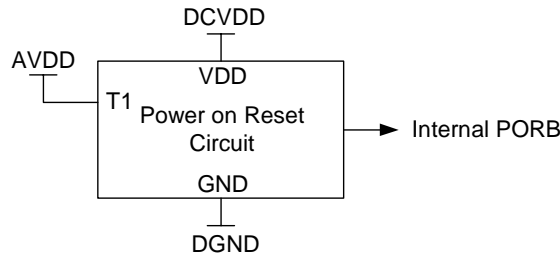 DCVDD
AVDD
VDD
T1
Power on Reset
Circuit
Internal PORB
GND
DGND